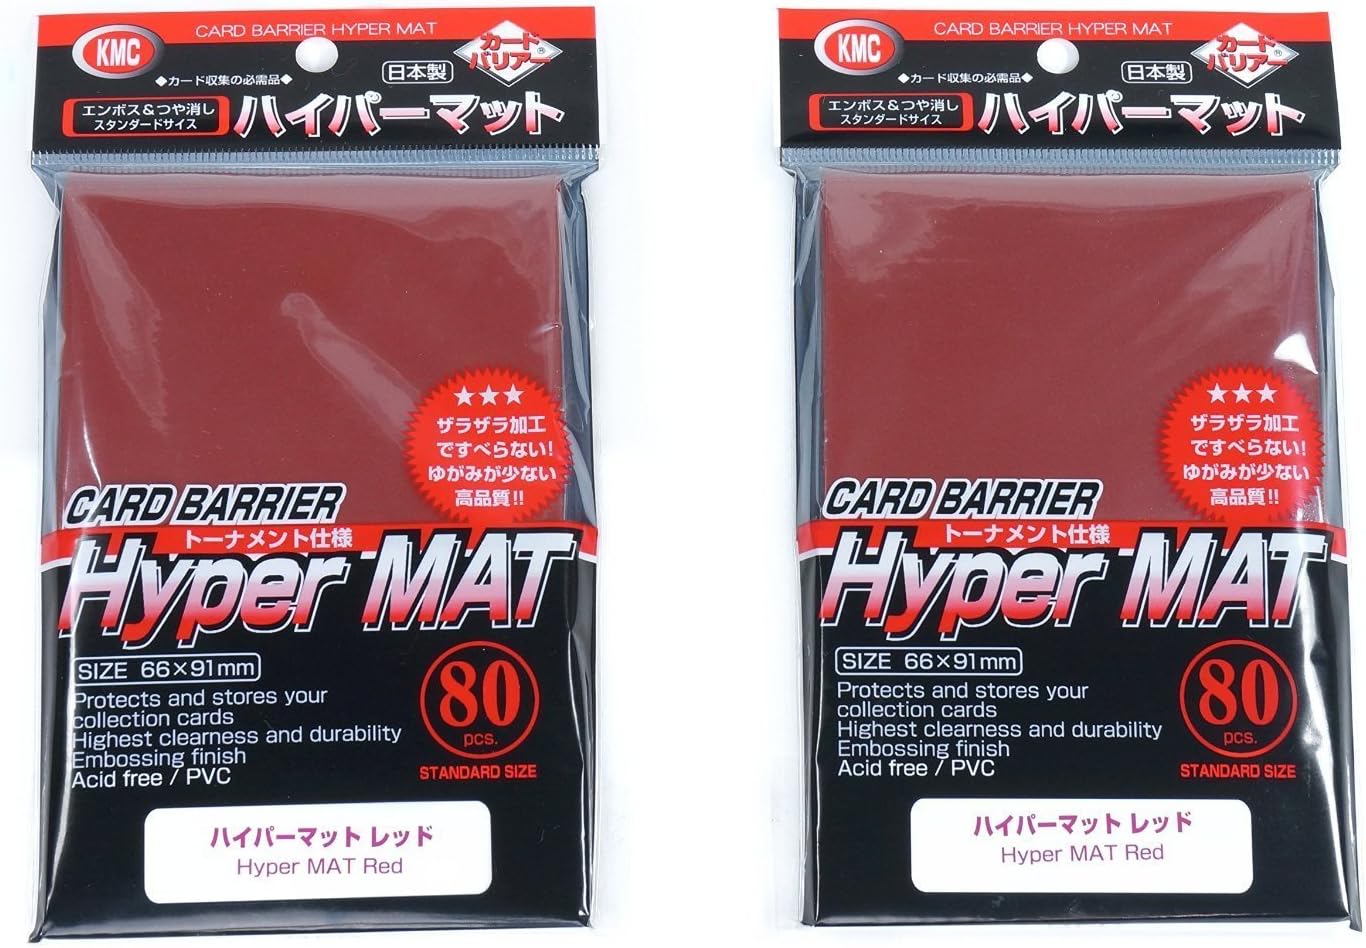 CARD BARRIER HYPER MAT
KMC
カード
バリアー®
◆カード収集の必需品◆
日本製
エンボス&つや消し
スタンダードサイズ
ハイパーマット
★★★
ザラザラ加工
ですべらない!
ゆがみが少ない
高品質!!
CARD BARRIER
トーナメント仕様
Hyper MAT
SIZE 66×91mm
Protects and stores your
collection cards
Highest clearness and durability
Embossing finish
Acid free / PVC
80
pcs.
STANDARD SIZE
ハイパーマット レッド
Hyper MAT Red
CARD BARRIER HYPER MAT
KMC
カード
バリアー®
◆カード収集の必需品◆
日本製
エンボス&つや消し
スタンダードサイズ
ハイパーマット
★★★
ザラザラ加工
ですべらない!
ゆがみが少ない
高品質!!
CARD BARRIER
トーナメント仕様
Hyper MAT
SIZE 66×91mm
Protects and stores your
collection cards
Highest clearness and durability
Embossing finish
Acid free / PVC
80
pcs.
STANDARD SIZE
ハイパーマット レッド
Hyper MAT Red